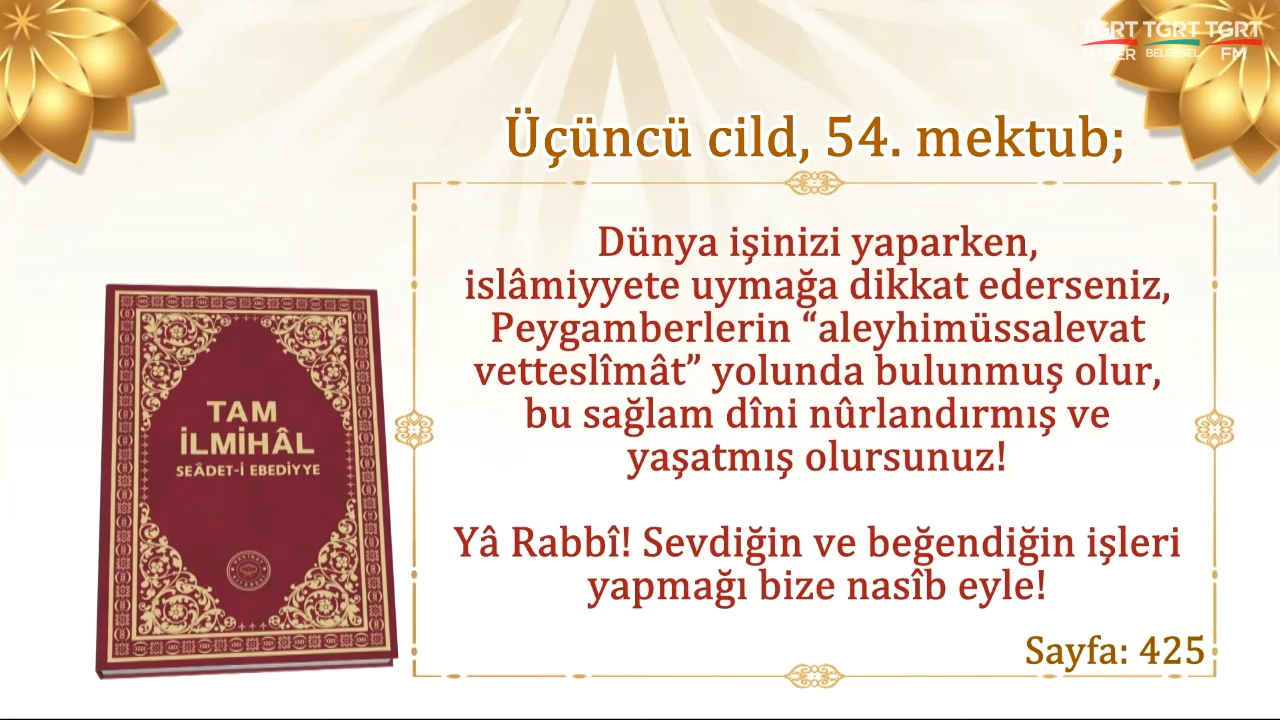 TGRT TGRT TGRT
HABER BELGESEL FM
Üçüncü cild, 54. mektub;
Dünya işinizi yaparken,
islâmiyyete uymağa dikkat ederseniz,
Peygamberlerin “aleyhimüssalevat
vetteslîmât” yolunda bulunmuş olur,
bu sağlam dîni nûrlandırmış ve
yaşatmış olursunuz!
Yâ Rabbî! Sevdiğin ve beğendiğin işleri
yapmağı bize nasîb eyle!
Sayfa: 425
TAM
İLMİHÂL
SEÂDET-İ EBEDİYYE